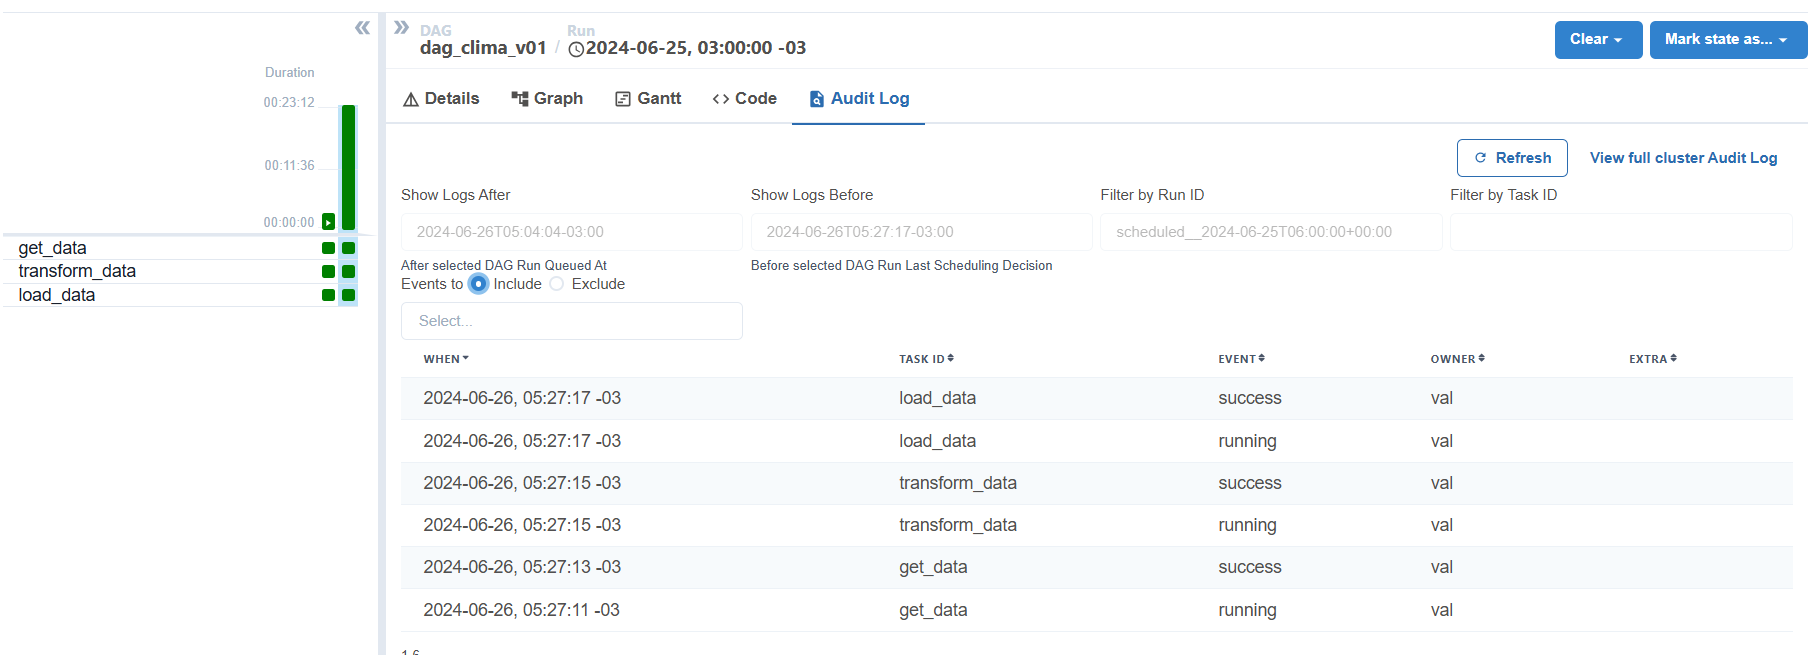 DAG Run
dag_clima_v01 / 2024-06-25, 03:00:00 -03
Clear
Mark state as...
Duration
00:23:12
00:11:36
00:00:00
get_data
transform_data
load_data
Details Graph Gantt Code Audit Log
Refresh View full cluster Audit Log
Show Logs After Show Logs Before Filter by Run ID Filter by Task ID
2024-06-26T05:04:04-03:00 2024-06-26T05:27:17-03:00 scheduled__2024-06-25T06:00:00+00:00
After selected DAG Run Queued At Before selected DAG Run Last Scheduling Decision
Events to Include Exclude
Select...
WHEN TASK ID EVENT OWNER EXTRA
2024-06-26, 05:27:17 -03 load_data success val
2024-06-26, 05:27:17 -03 load_data running val
2024-06-26, 05:27:15 -03 transform_data success val
2024-06-26, 05:27:15 -03 transform_data running val
2024-06-26, 05:27:13 -03 get_data success val
2024-06-26, 05:27:11 -03 get_data running val